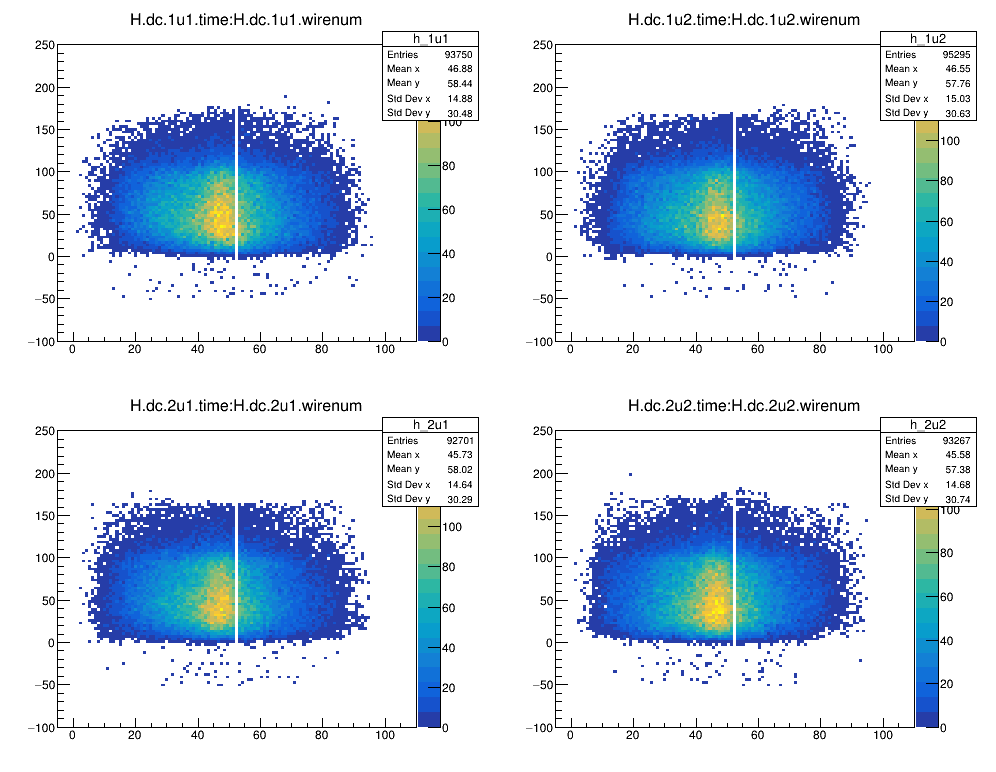 H.dc.1u1.time:H.dc.1u1.wirenum
h_1u1
Entries 93750
Mean x 46.88
Mean y 58.44
Std Dev x 14.88
Std Dev y 30.48
250
200
150
100
50
0
−50
−100
0 20 40 60 80 100
100
80
60
40
20
0
H.dc.1u2.time:H.dc.1u2.wirenum
h_1u2
Entries 95295
Mean x 46.55
Mean y 57.76
Std Dev x 15.03
Std Dev y 30.63
250
200
150
100
50
0
−50
−100
0 20 40 60 80 100
100
80
60
40
20
0
H.dc.2u1.time:H.dc.2u1.wirenum
h_2u1
Entries 92701
Mean x 45.73
Mean y 58.02
Std Dev x 14.64
Std Dev y 30.29
250
200
150
100
50
0
−50
−100
0 20 40 60 80 100
100
80
60
40
20
0
H.dc.2u2.time:H.dc.2u2.wirenum
h_2u2
Entries 93267
Mean x 45.58
Mean y 57.38
Std Dev x 14.68
Std Dev y 30.74
250
200
150
100
50
0
−50
−100
0 20 40 60 80 100
100
80
60
40
20
0